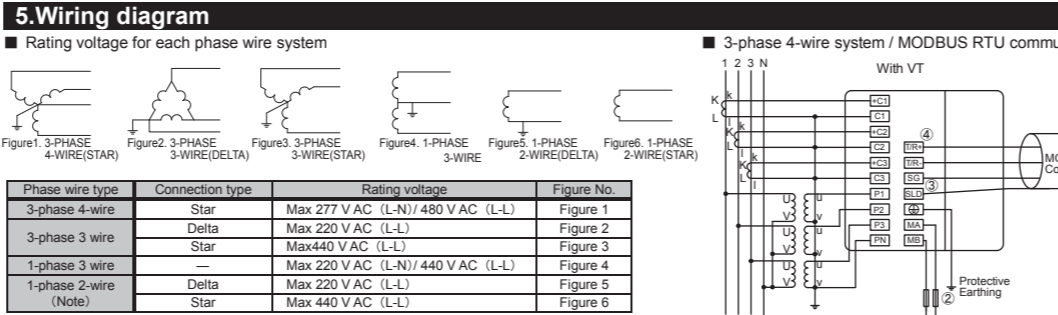 5.Wiring diagram
■ Rating voltage for each phase wire system
Figure1. 3-PHASE
4-WIRE(STAR)
Figure2. 3-PHASE
3-WIRE(DELTA)
Figure3. 3-PHASE
3-WIRE(STAR)
Figure4. 1-PHASE
3-WIRE
Figure5. 1-PHASE
2-WIRE(DELTA)
Figure6. 1-PHASE
2-WIRE(STAR)
Phase wire type Connection type Rating voltage Figure No.
3-phase 4-wire Star Max 277 V AC (L-N)/ 480 V AC (L-L) Figure 1
3-phase 3 wire Delta Max 220 V AC (L-L) Figure 2
Star Max440 V AC (L-L) Figure 3
1-phase 3 wire — Max 220 V AC (L-N)/ 440 V AC (L-L) Figure 4
1-phase 2-wire (Note) Delta Max 220 V AC (L-L) Figure 5
Star Max 440 V AC (L-L) Figure 6
■ 3-phase 4-wire system / MODBUS RTU commu
1 2 3 N
With VT
K k
L l
K k
L l
K k
L l
+C1
C1
+C2
C2
+C3
C3
P1
P2
P3
PN
④
T/R+
T/R-
SG
③
SLD
MA
MB
MO
Co
U u
V v
U u
V v
U u
V v
②
Protective
Earthing